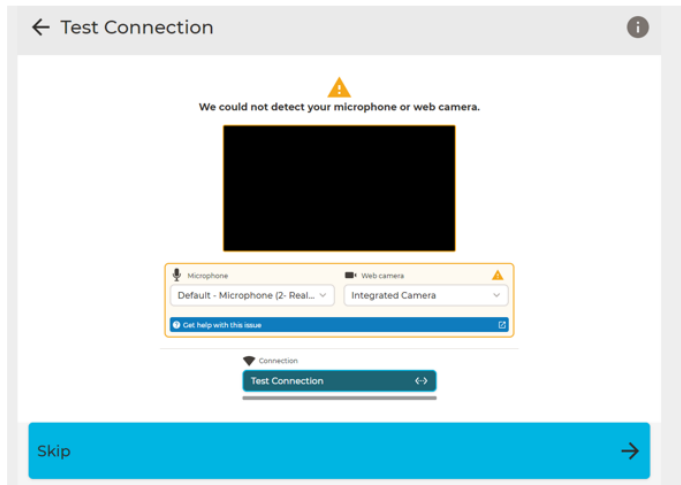 Test Connection
We could not detect your microphone or web camera.
Microphone
Web camera
Default - Microphone (2- Real...
Integrated Camera
Get help with this issue
Connection
Test Connection
Skip